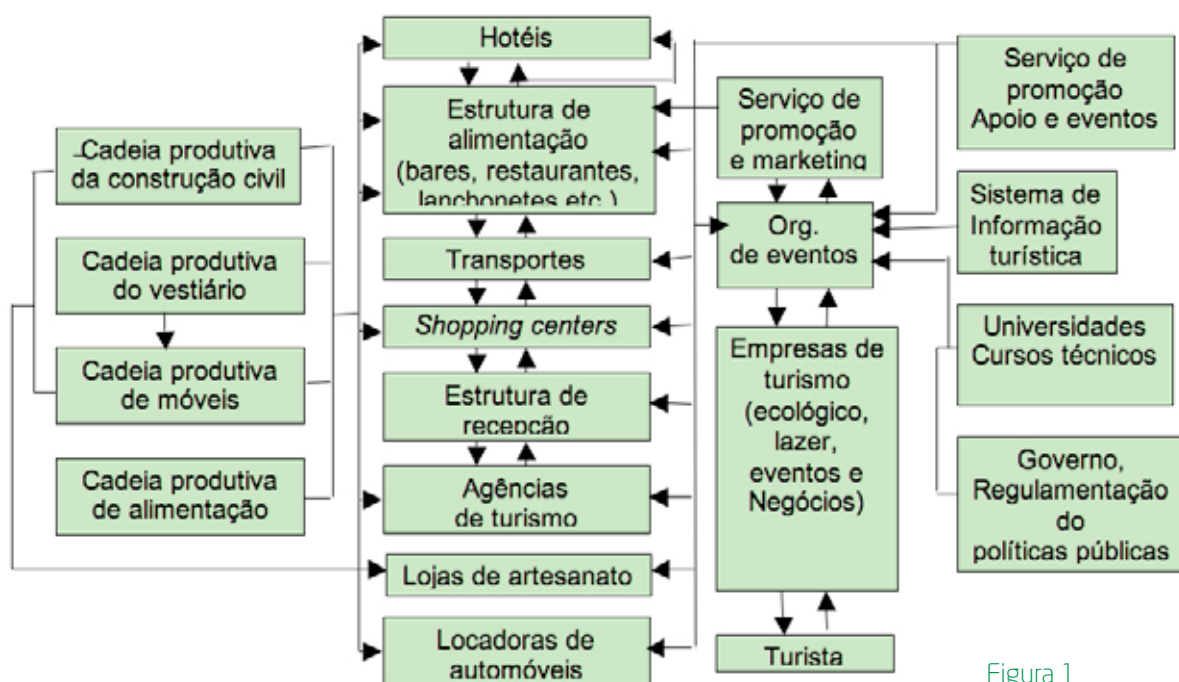 Cadeia produtiva
da construção civil
Cadeia produtiva
do vestiário
Cadeia produtiva
de móveis
Cadeia produtiva
de alimentação
Hotéis
Estrutura de
alimentação
(bares, restaurantes,
lanchonetes etc.)
Transportes
Shopping centers
Estrutura de
recepção
Agências
de turismo
Lojas de artesanato
Locadoras de
automóveis
Serviço de
promoção
e marketing
Org.
de eventos
Empresas de
turismo
(ecológico,
lazer,
eventos e
Negócios)
Turista
Serviço de
promoção
Apoio e eventos
Sistema de
Informação
turística
Universidades
Cursos técnicos
Governo,
Regulamentação
do
políticas públicas
Figura 1